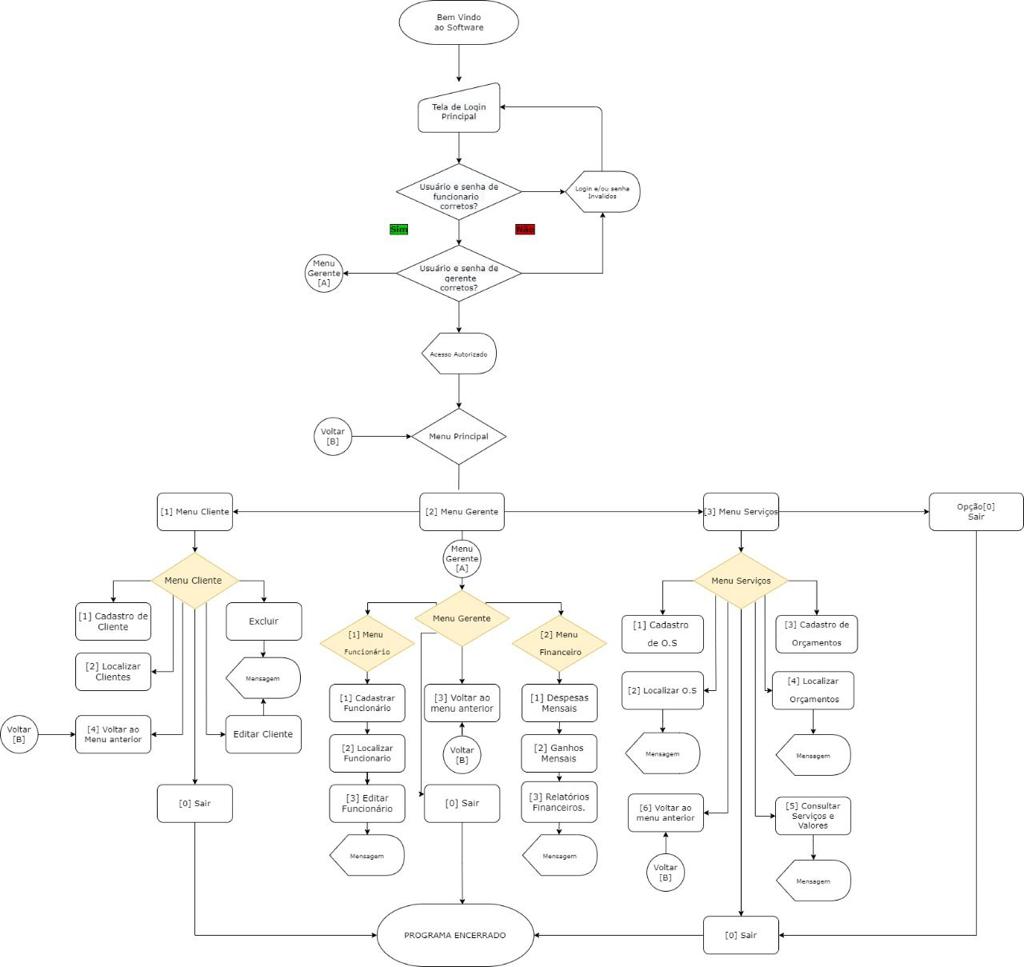 Bem Vindo
ao Software
Tela de Login
Principal
Usuário e senha de
funcionario
corretos?
Login e/ou senha
Invalidos
Sim
Não
Menu
Gerente
[A]
Usuário e senha de
gerente
corretos?
Acesso Autorizado
Voltar
[B]
Menu Principal
[1] Menu Cliente
[2] Menu Gerente
[3] Menu Serviços
Opção[0]
Sair
Menu
Gerente
[A]
Menu Cliente
Menu Gerente
Menu Serviços
[1] Cadastro de
Cliente
Excluir
[2] Localizar
Clientes
Mensagem
Voltar
[B]
[4] Voltar ao
Menu anterior
Editar Cliente
[0] Sair
[1] Menu
Funcionário
[2] Menu
Financeiro
[1] Cadastrar
Funcionário
[3] Voltar ao
menu anterior
[1] Despesas
Mensais
[2] Localizar
Funcionario
Voltar
[B]
[2] Ganhos
Mensais
[3] Editar
Funcionário
[0] Sair
[3] Relatórios
Financeiros.
Mensagem
Mensagem
[1] Cadastro
de O.S
[3] Cadastro de
Orçamentos
[2] Localizar O.S
[4] Localizar
Orçamentos
Mensagem
Mensagem
[6] Voltar ao
menu anterior
[5] Consultar
Serviços e
Valores
Voltar
[B]
Mensagem
PROGRAMA ENCERRADO
[0] Sair